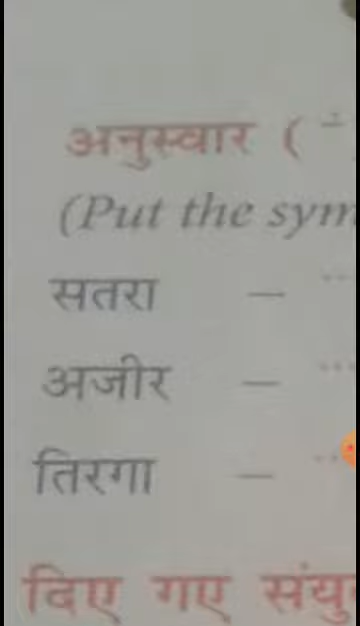 अनुस्वार ( ं
(Put the sym
सतरा – ...
अजीर – ...
तिरगा – ...
दिए गए संयु